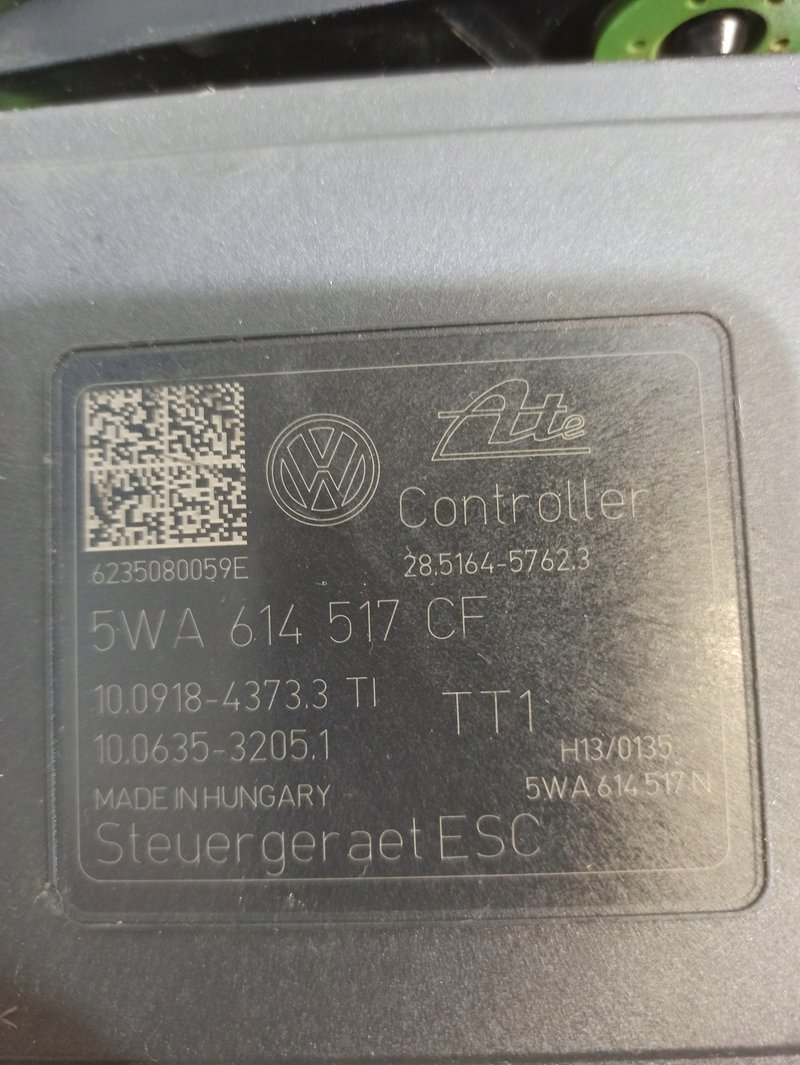 VW
Ate
Controller
6235080059E
28.5164-5762.3
5WA 614 517 CF
10.0918-4373.3 TI
TT1
10.0635-3205.1
H13/0135
MADE IN HUNGARY
5WA 614 517 N
Steuergeraet ESC